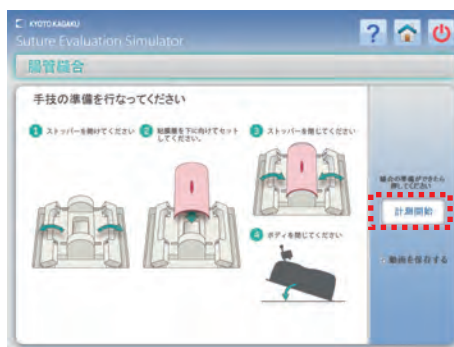 KYOTO KAGAKU
Suture Evaluation Simulator
?
腸管縫合
手技の準備を行なってください
1 ストッパーを開けてください
2 粘膜面を下に向けてセット
してください。
3 ストッパーを閉じてください
4 ボディを閉じてください
縫合の準備ができたら
押してください
計測開始
動画を保存する